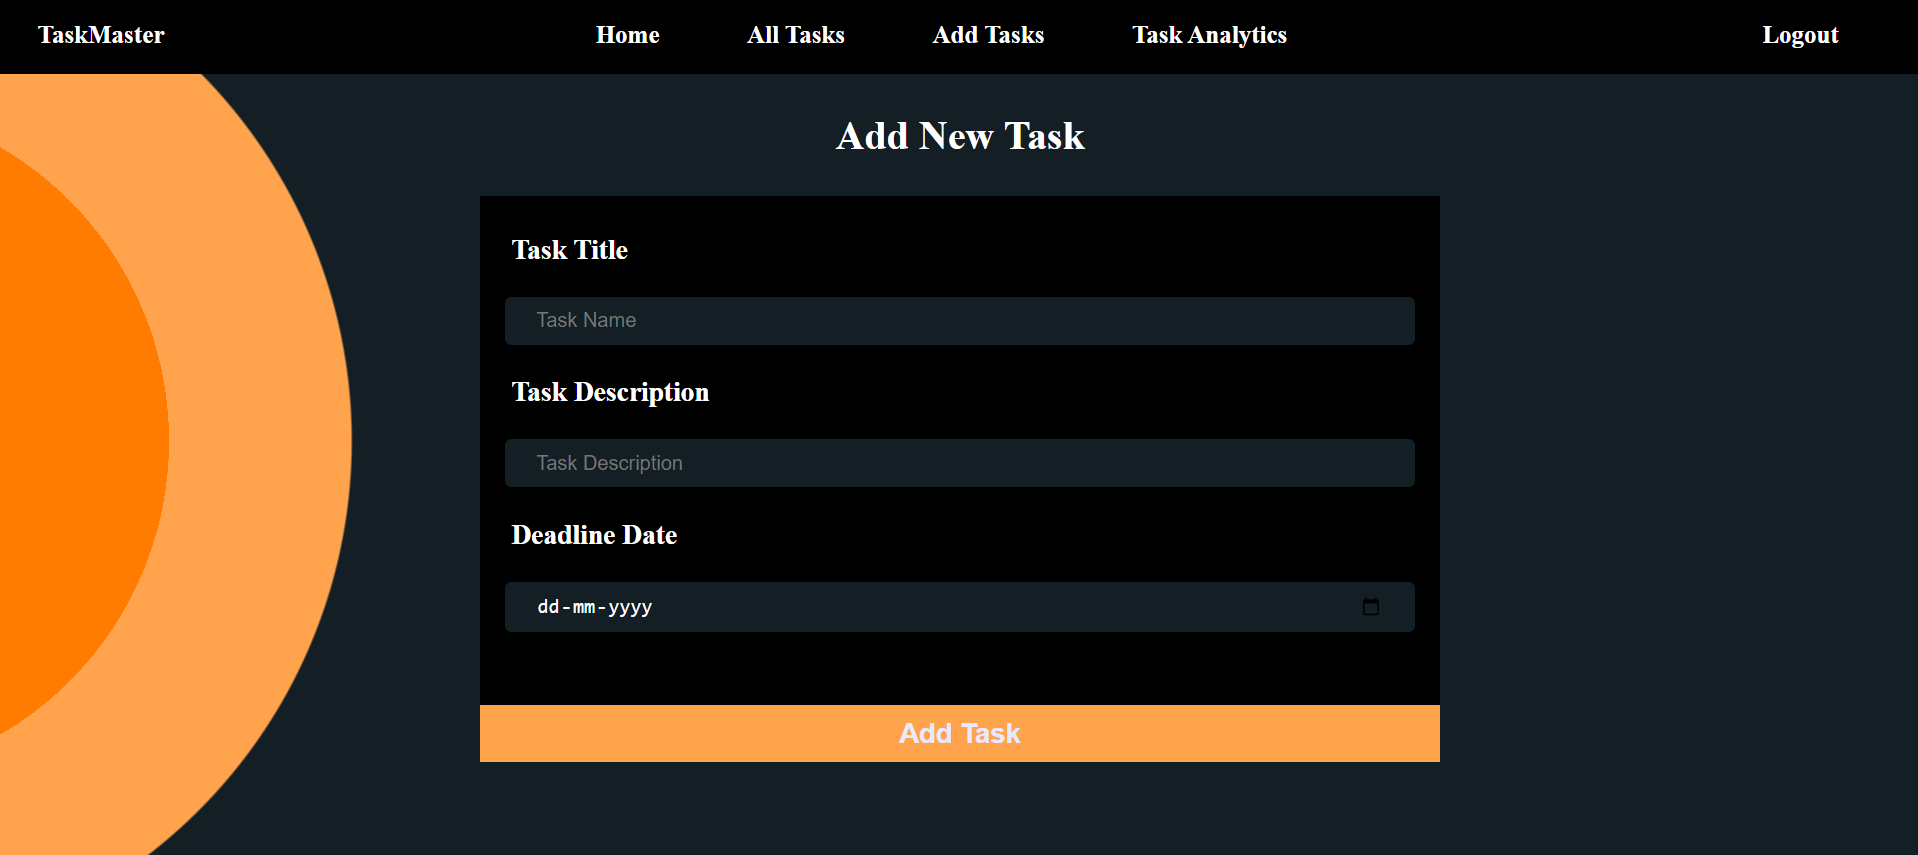 TaskMaster Home All Tasks Add Tasks Task Analytics Logout
Add New Task
Task Title
Task Name
Task Description
Task Description
Deadline Date
dd-mm-yyyy
Add Task